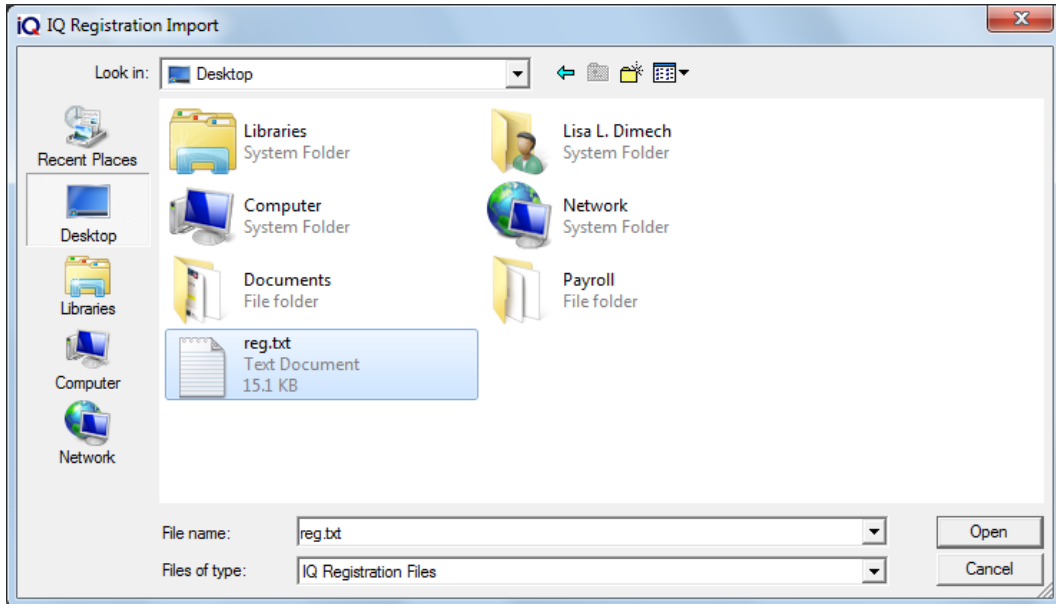 iQ IQ Registration Import
Look in:
Desktop
Recent Places
Desktop
Libraries
Computer
Network
Libraries
System Folder
Lisa L. Dimech
System Folder
Computer
System Folder
Network
System Folder
Documents
File folder
Payroll
File folder
reg.txt
Text Document
15.1 KB
File name:
reg.txt
Open
Files of type:
IQ Registration Files
Cancel